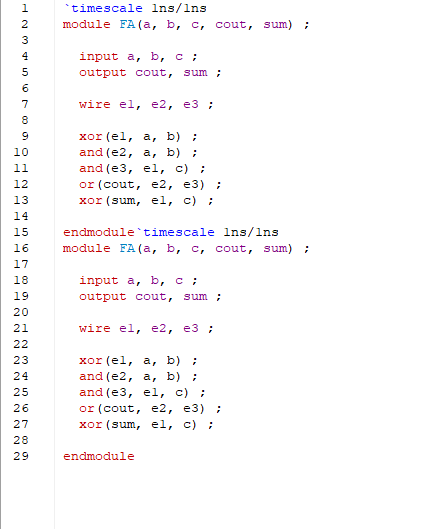 1 `timescale 1ns/1ns
2 module FA(a, b, c, cout, sum) ;
3
4 input a, b, c ;
5 output cout, sum ;
6
7 wire e1, e2, e3 ;
8
9 xor(e1, a, b) ;
10 and(e2, a, b) ;
11 and(e3, e1, c) ;
12 or(cout, e2, e3) ;
13 xor(sum, e1, c) ;
14
15 endmodule`timescale 1ns/1ns
16 module FA(a, b, c, cout, sum) ;
17
18 input a, b, c ;
19 output cout, sum ;
20
21 wire e1, e2, e3 ;
22
23 xor(e1, a, b) ;
24 and(e2, a, b) ;
25 and(e3, e1, c) ;
26 or(cout, e2, e3) ;
27 xor(sum, e1, c) ;
28
29 endmodule